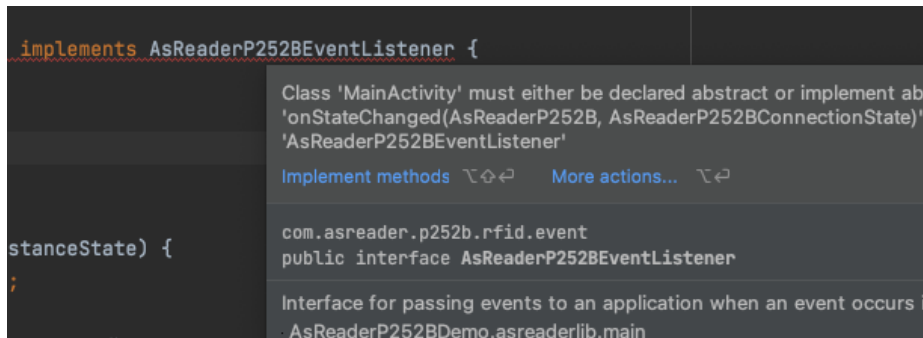 implements AsReaderP252BEventListener {
Class 'MainActivity' must either be declared abstract or implement ab
'onStateChanged(AsReaderP252B, AsReaderP252BConnectionState)'
'AsReaderP252BEventListener'
Implement methods ⌥⇧⏎ More actions... ⌥⏎
com.asreader.p252b.rfid.event
stanceState) {
public interface AsReaderP252BEventListener
;
Interface for passing events to an application when an event occurs i
AsReaderP252BDemo.asreaderlib.main